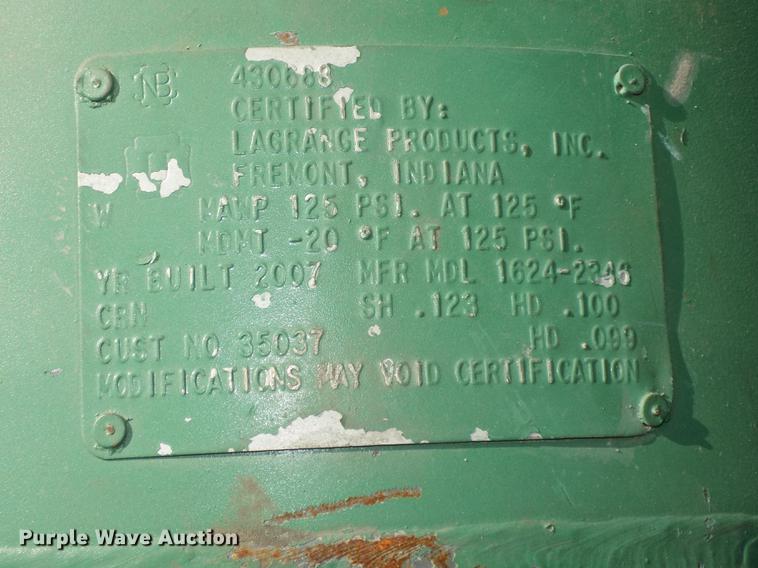 NB 430683
CERTIFIED BY:
LAGRANGE PRODUCTS, INC.
U FREMONT, INDIANA
W MAWP 125 PSI. AT 125 °F
MDMT -20 °F AT 125 PSI.
YR BUILT 2007 MFR MDL 1624-2346
CRN SH .123 HD .100
CUST NO 35037 HD .099
MODIFICATIONS MAY VOID CERTIFICATION
Purple Wave Auction